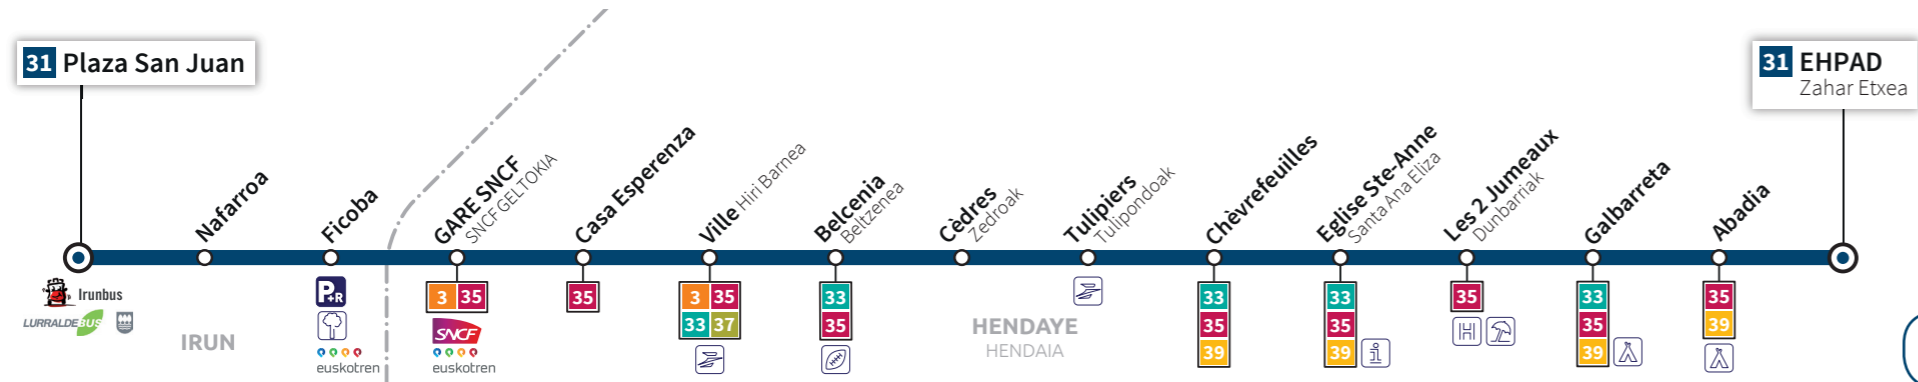 31 Plaza San Juan
31 EHPAD
Zahar Etxea
Nafarroa
Ficoba
GARE SNCF
SNCF GELTOKIA
Casa Esperenza
Ville Hiri Barnea
Belcenia
Beltzenea
Cèdres
Zedroak
Tulipiers
Tulipondoak
Chèvrefeuilles
Eglise Ste-Anne
Santa Ana Eliza
Les 2 Jumeaux
Dunbarriak
Galbarreta
Abadia
Irunbus
LURRALDEBUS
IRUN
P+R
euskotren
3 35
SNCF
euskotren
35
3 35
33 37
33
35
HENDAYE
HENDAIA
33
35
39
33
35
39
i
35
H
33
35
39
35
39